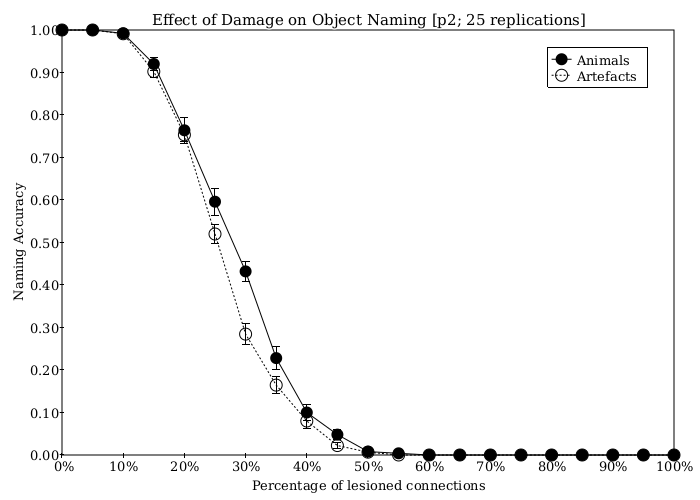 Effect of Damage on Object Naming [p2; 25 replications]
1.00
0.90
0.80
0.70
0.60
0.50
0.40
0.30
0.20
0.10
0.00
Naming Accuracy
Animals
Artefacts
0% 10% 20% 30% 40% 50% 60% 70% 80% 90% 100%
Percentage of lesioned connections